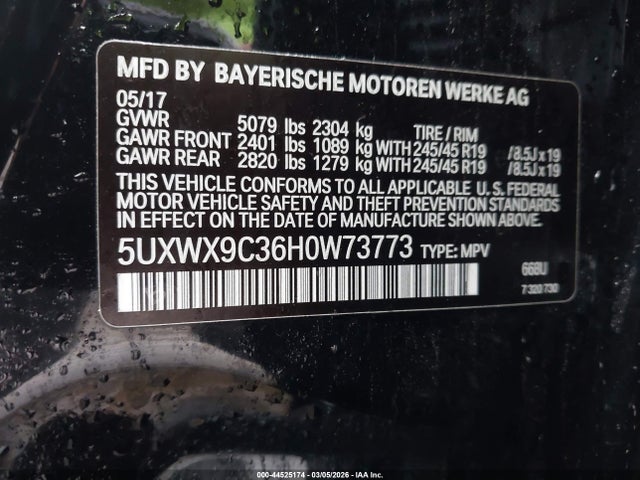 MFD BY BAYERISCHE MOTOREN WERKE AG
05/17
GVWR 5079 lbs 2304 kg TIRE / RIM
GAWR FRONT 2401 lbs 1089 kg WITH 245/45 R19 /8.5J x 19
GAWR REAR 2820 lbs 1279 kg WITH 245/45 R19 /8.5J x 19
THIS VEHICLE CONFORMS TO ALL APPLICABLE U. S. FEDERAL
MOTOR VEHICLE SAFETY AND THEFT PREVENTION STANDARDS
IN EFFECT ON THE DATE OF MANUFACTURE SHOWN ABOVE.
5UXWX9C36H0W73773 TYPE: MPV
668U
7320730
000-44525174 | 03/05/2026 - IAA Inc.